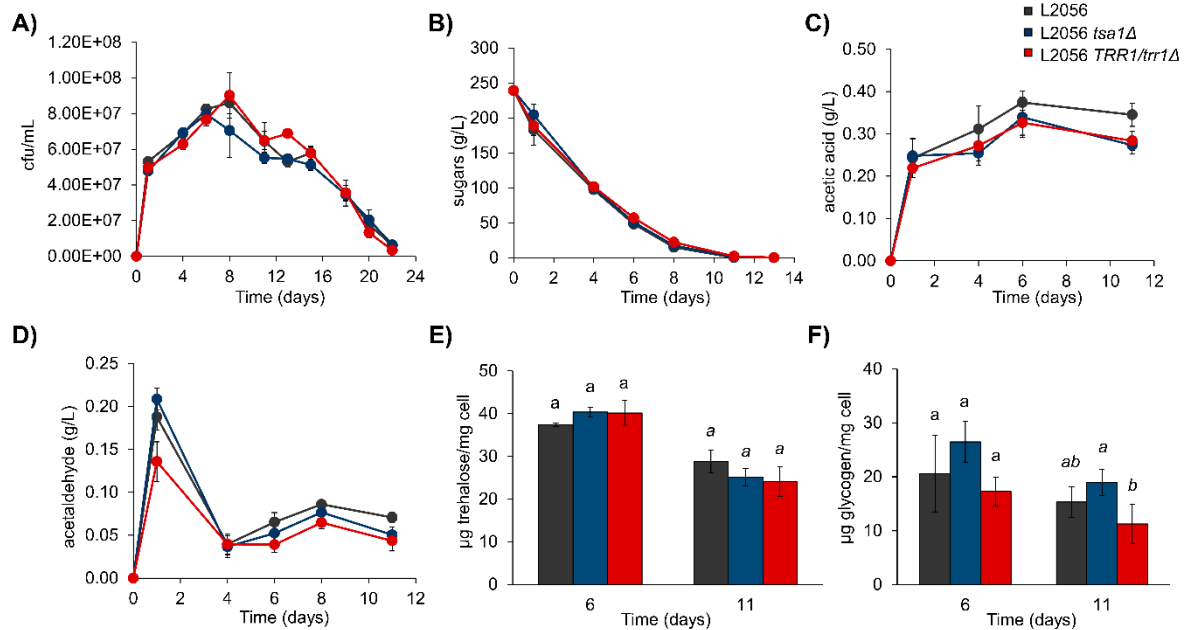 L2056
L2056 tsa1Δ
L2056 TRR1/trr1Δ
A)
1.20E+08
1.00E+08
8.00E+07
6.00E+07
4.00E+07
2.00E+07
0.00E+00
cfu/mL
0 4 8 12 16 20 24
Time (days)
B)
300
250
200
150
100
50
0
sugars (g/L)
0 2 4 6 8 10 12 14
Time (days)
C)
0.50
0.40
0.30
0.20
0.10
0.00
acetic acid (g/L)
0 2 4 6 8 10 12
Time (days)
D)
0.25
0.20
0.15
0.10
0.05
0.00
acetaldehyde (g/L)
0 2 4 6 8 10 12
Time (days)
E)
50
40
30
20
10
0
µg trehalose/mg cell
a a a
a a a
6 11
Time (days)
F)
40
30
20
10
0
µg glycogen/mg cell
a a a
ab a b
6 11
Time (days)